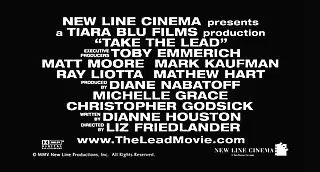 NEW LINE CINEMA presents
a TIARA BLU FILMS production
"TAKE THE LEAD"
EXECUTIVE PRODUCERS TOBY EMMERICH
MATT MOORE MARK KAUFMAN
RAY LIOTTA MATHEW HART
PRODUCED BY DIANE NABATOFF
MICHELLE GRACE
CHRISTOPHER GODSICK
WRITTEN BY DIANNE HOUSTON
DIRECTED BY LIZ FRIEDLANDER
www.TheLeadMovie.com
DOLBY DIGITAL
NEW LINE CINEMA
© MMV New Line Productions, Inc. All Rights Reserved.